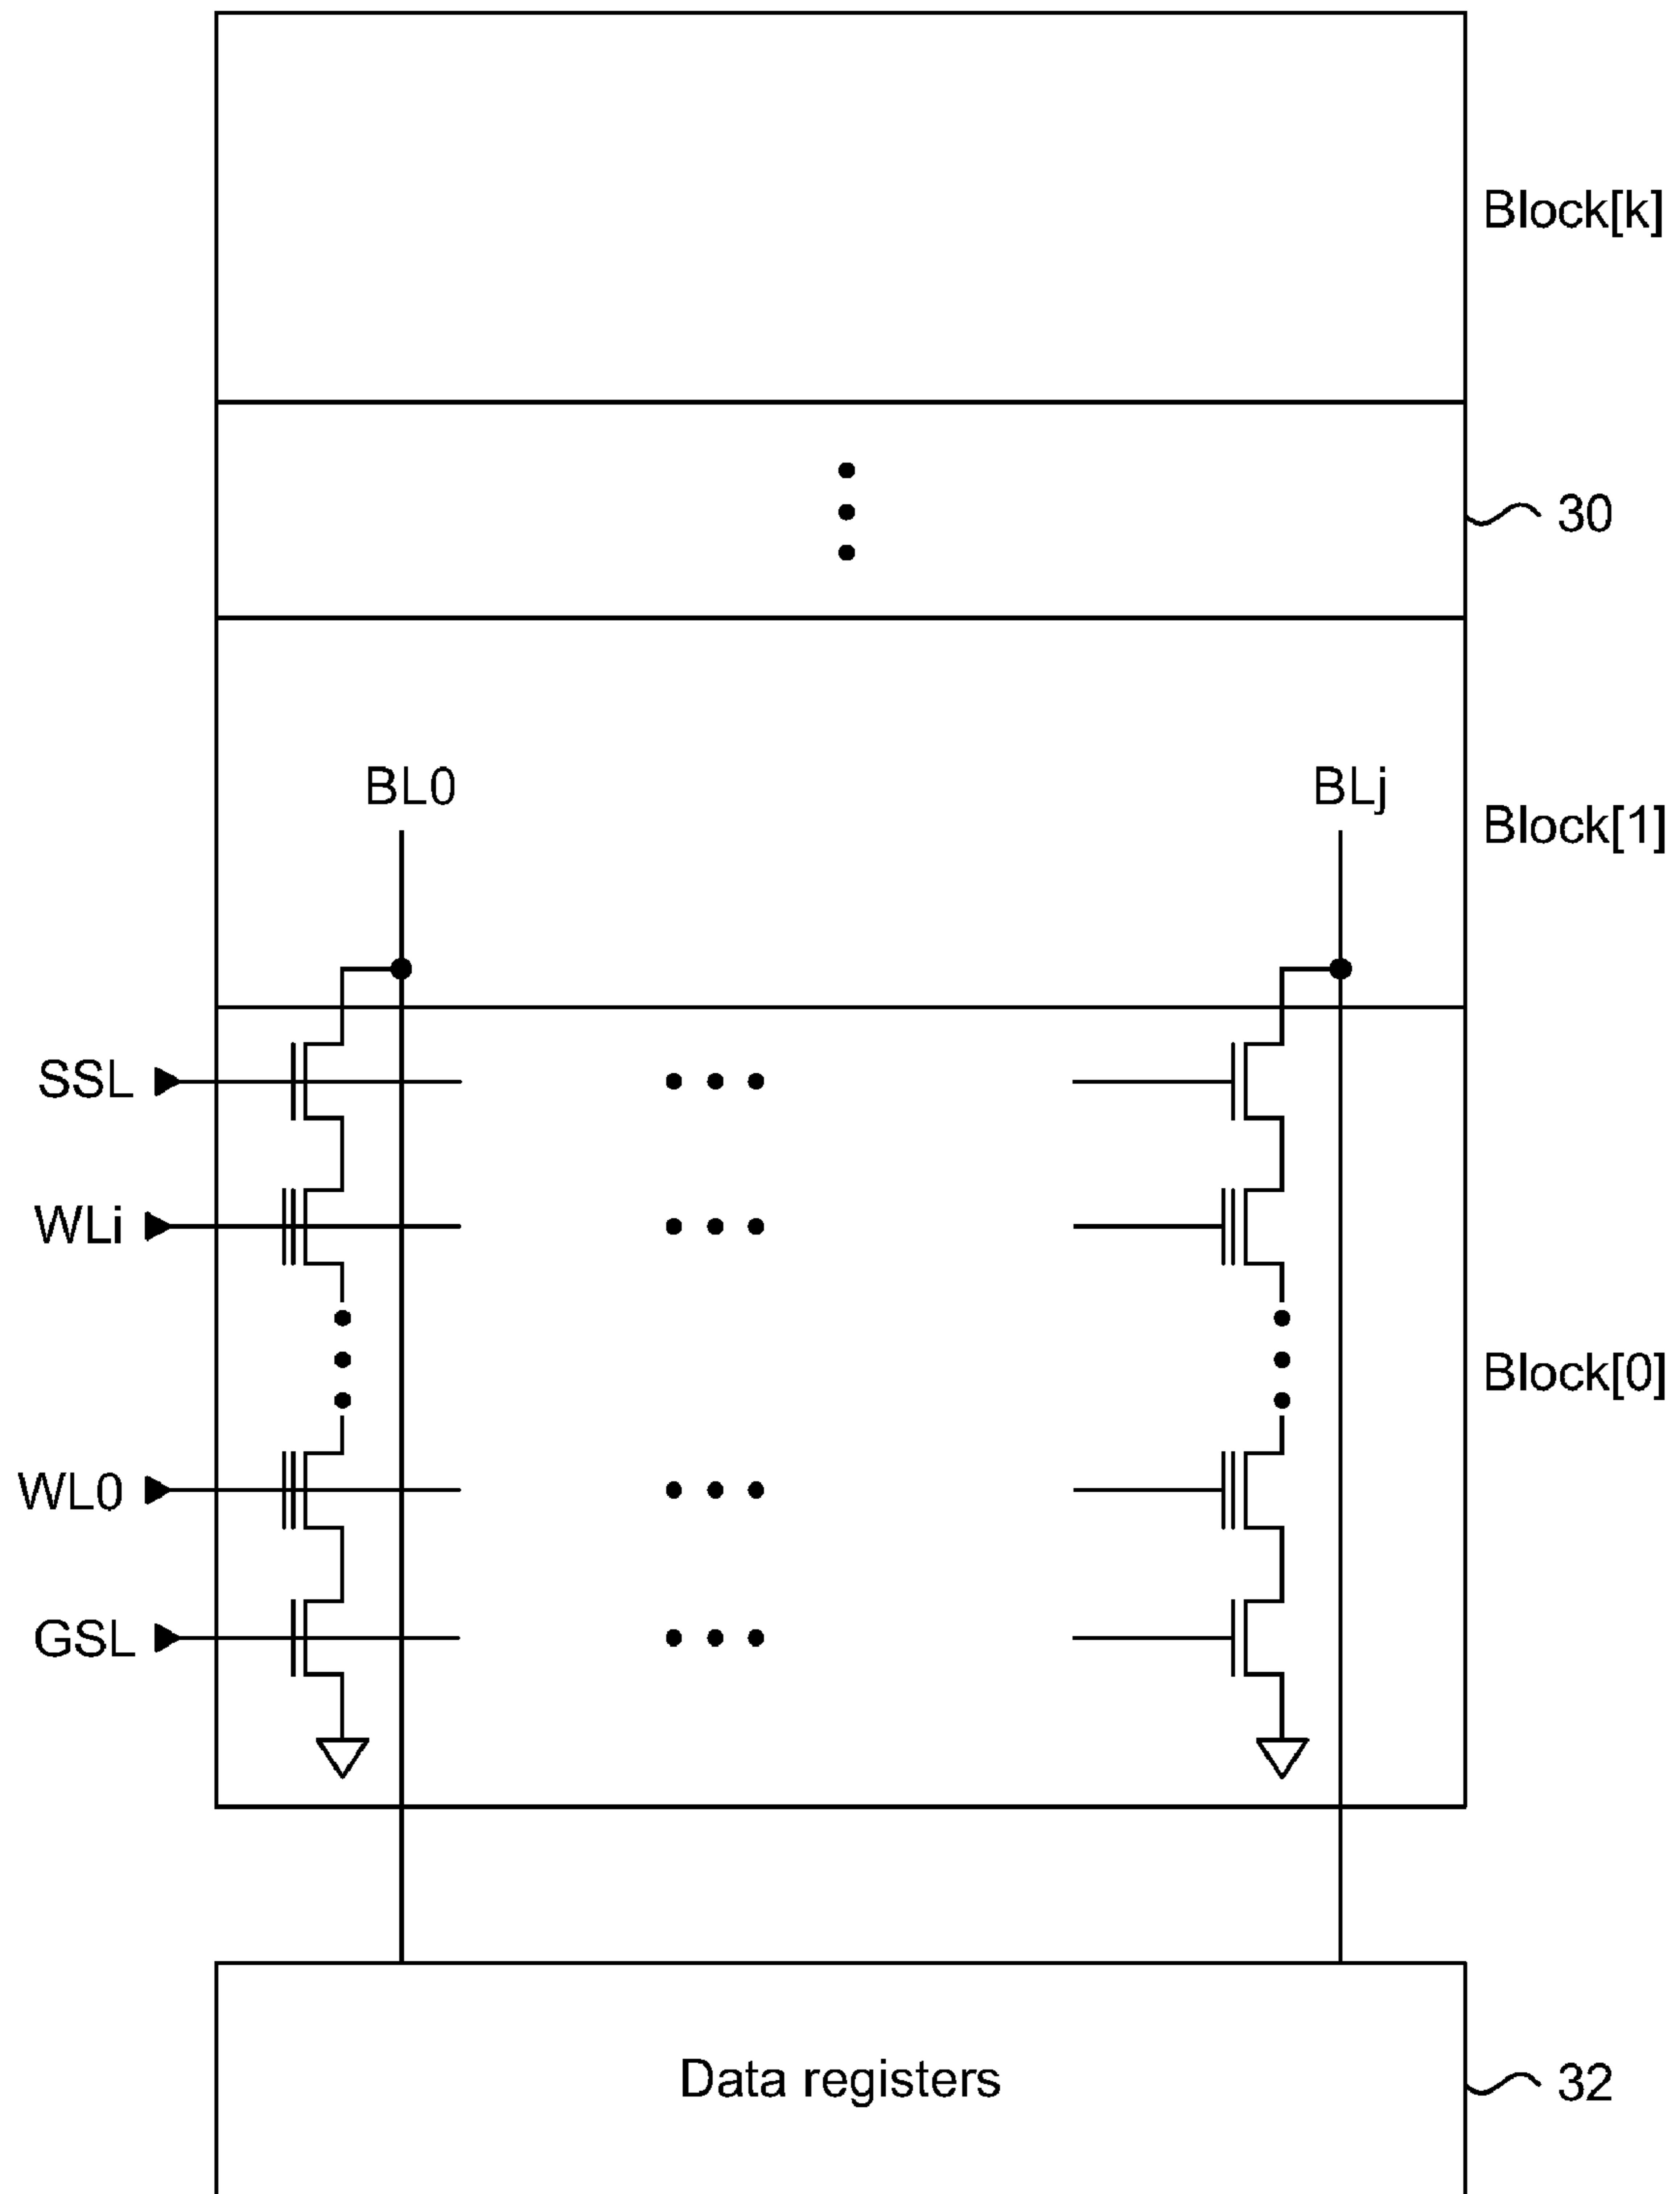 Block[k]
30
BL0
BLj
Block[1]
SSL
WLi
Block[0]
WL0
GSL
Data registers
32